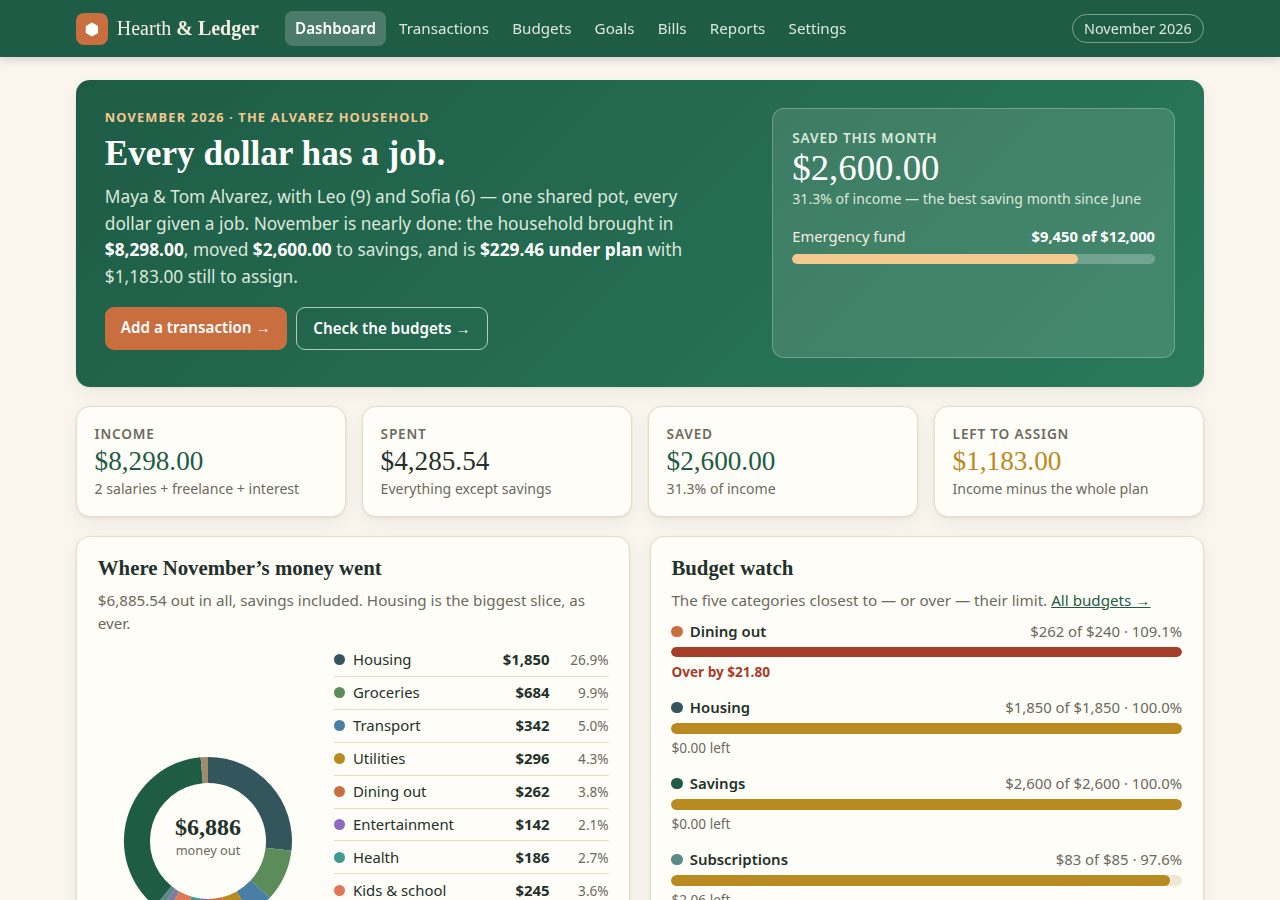 Hearth & Ledger
Dashboard
Transactions
Budgets
Goals
Bills
Reports
Settings
November 2026
NOVEMBER 2026 · THE ALVAREZ HOUSEHOLD
Every dollar has a job.
Maya & Tom Alvarez, with Leo (9) and Sofia (6) — one shared pot, every
dollar given a job. November is nearly done: the household brought in
$8,298.00, moved $2,600.00 to savings, and is $229.46 under plan with
$1,183.00 still to assign.
Add a transaction →
Check the budgets →
SAVED THIS MONTH
$2,600.00
31.3% of income — the best saving month since June
Emergency fund $9,450 of $12,000
INCOME
$8,298.00
2 salaries + freelance + interest
SPENT
$4,285.54
Everything except savings
SAVED
$2,600.00
31.3% of income
LEFT TO ASSIGN
$1,183.00
Income minus the whole plan
Where November’s money went
$6,885.54 out in all, savings included. Housing is the biggest slice, as
ever.
$6,886
money out
Housing $1,850 26.9%
Groceries $684 9.9%
Transport $342 5.0%
Utilities $296 4.3%
Dining out $262 3.8%
Entertainment $142 2.1%
Health $186 2.7%
Kids & school $245 3.6%
Budget watch
The five categories closest to — or over — their limit. All budgets →
Dining out $262 of $240 · 109.1%
Over by $21.80
Housing $1,850 of $1,850 · 100.0%
$0.00 left
Savings $2,600 of $2,600 · 100.0%
$0.00 left
Subscriptions $83 of $85 · 97.6%
$2.06 left